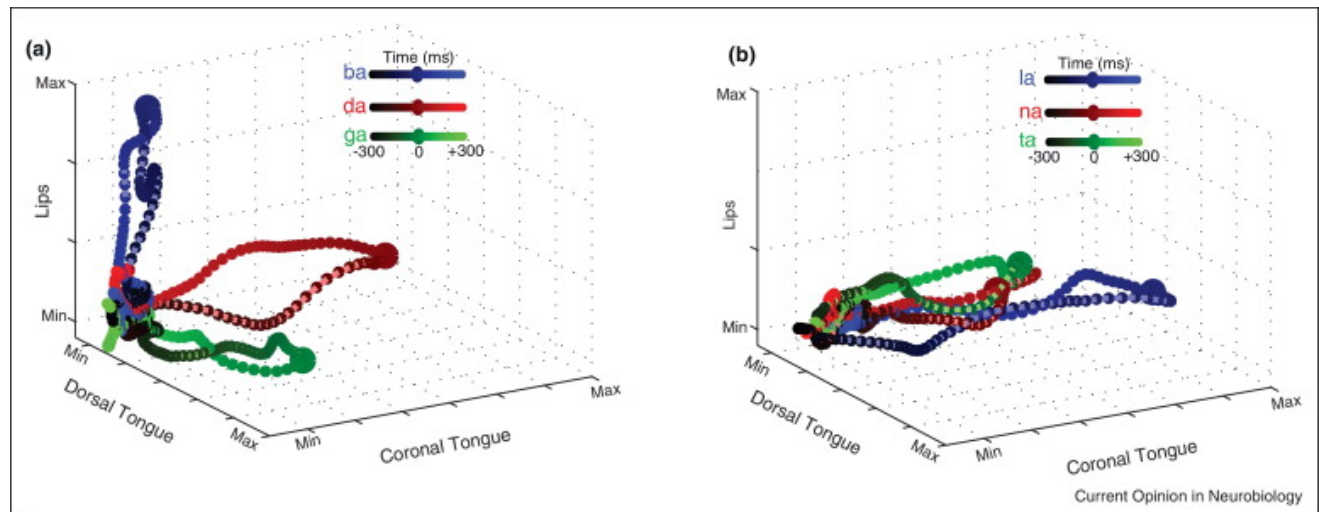 (a)
Time (ms)
ba
da
ga
-300 0 +300
Max
Lips
Min
Min
Dorsal Tongue
Max
Min
Coronal Tongue
Max
(b)
Time (ms)
la
na
ta
-300 0 +300
Max
Lips
Min
Min
Dorsal Tongue
Max
Min
Coronal Tongue
Max
Current Opinion in Neurobiology